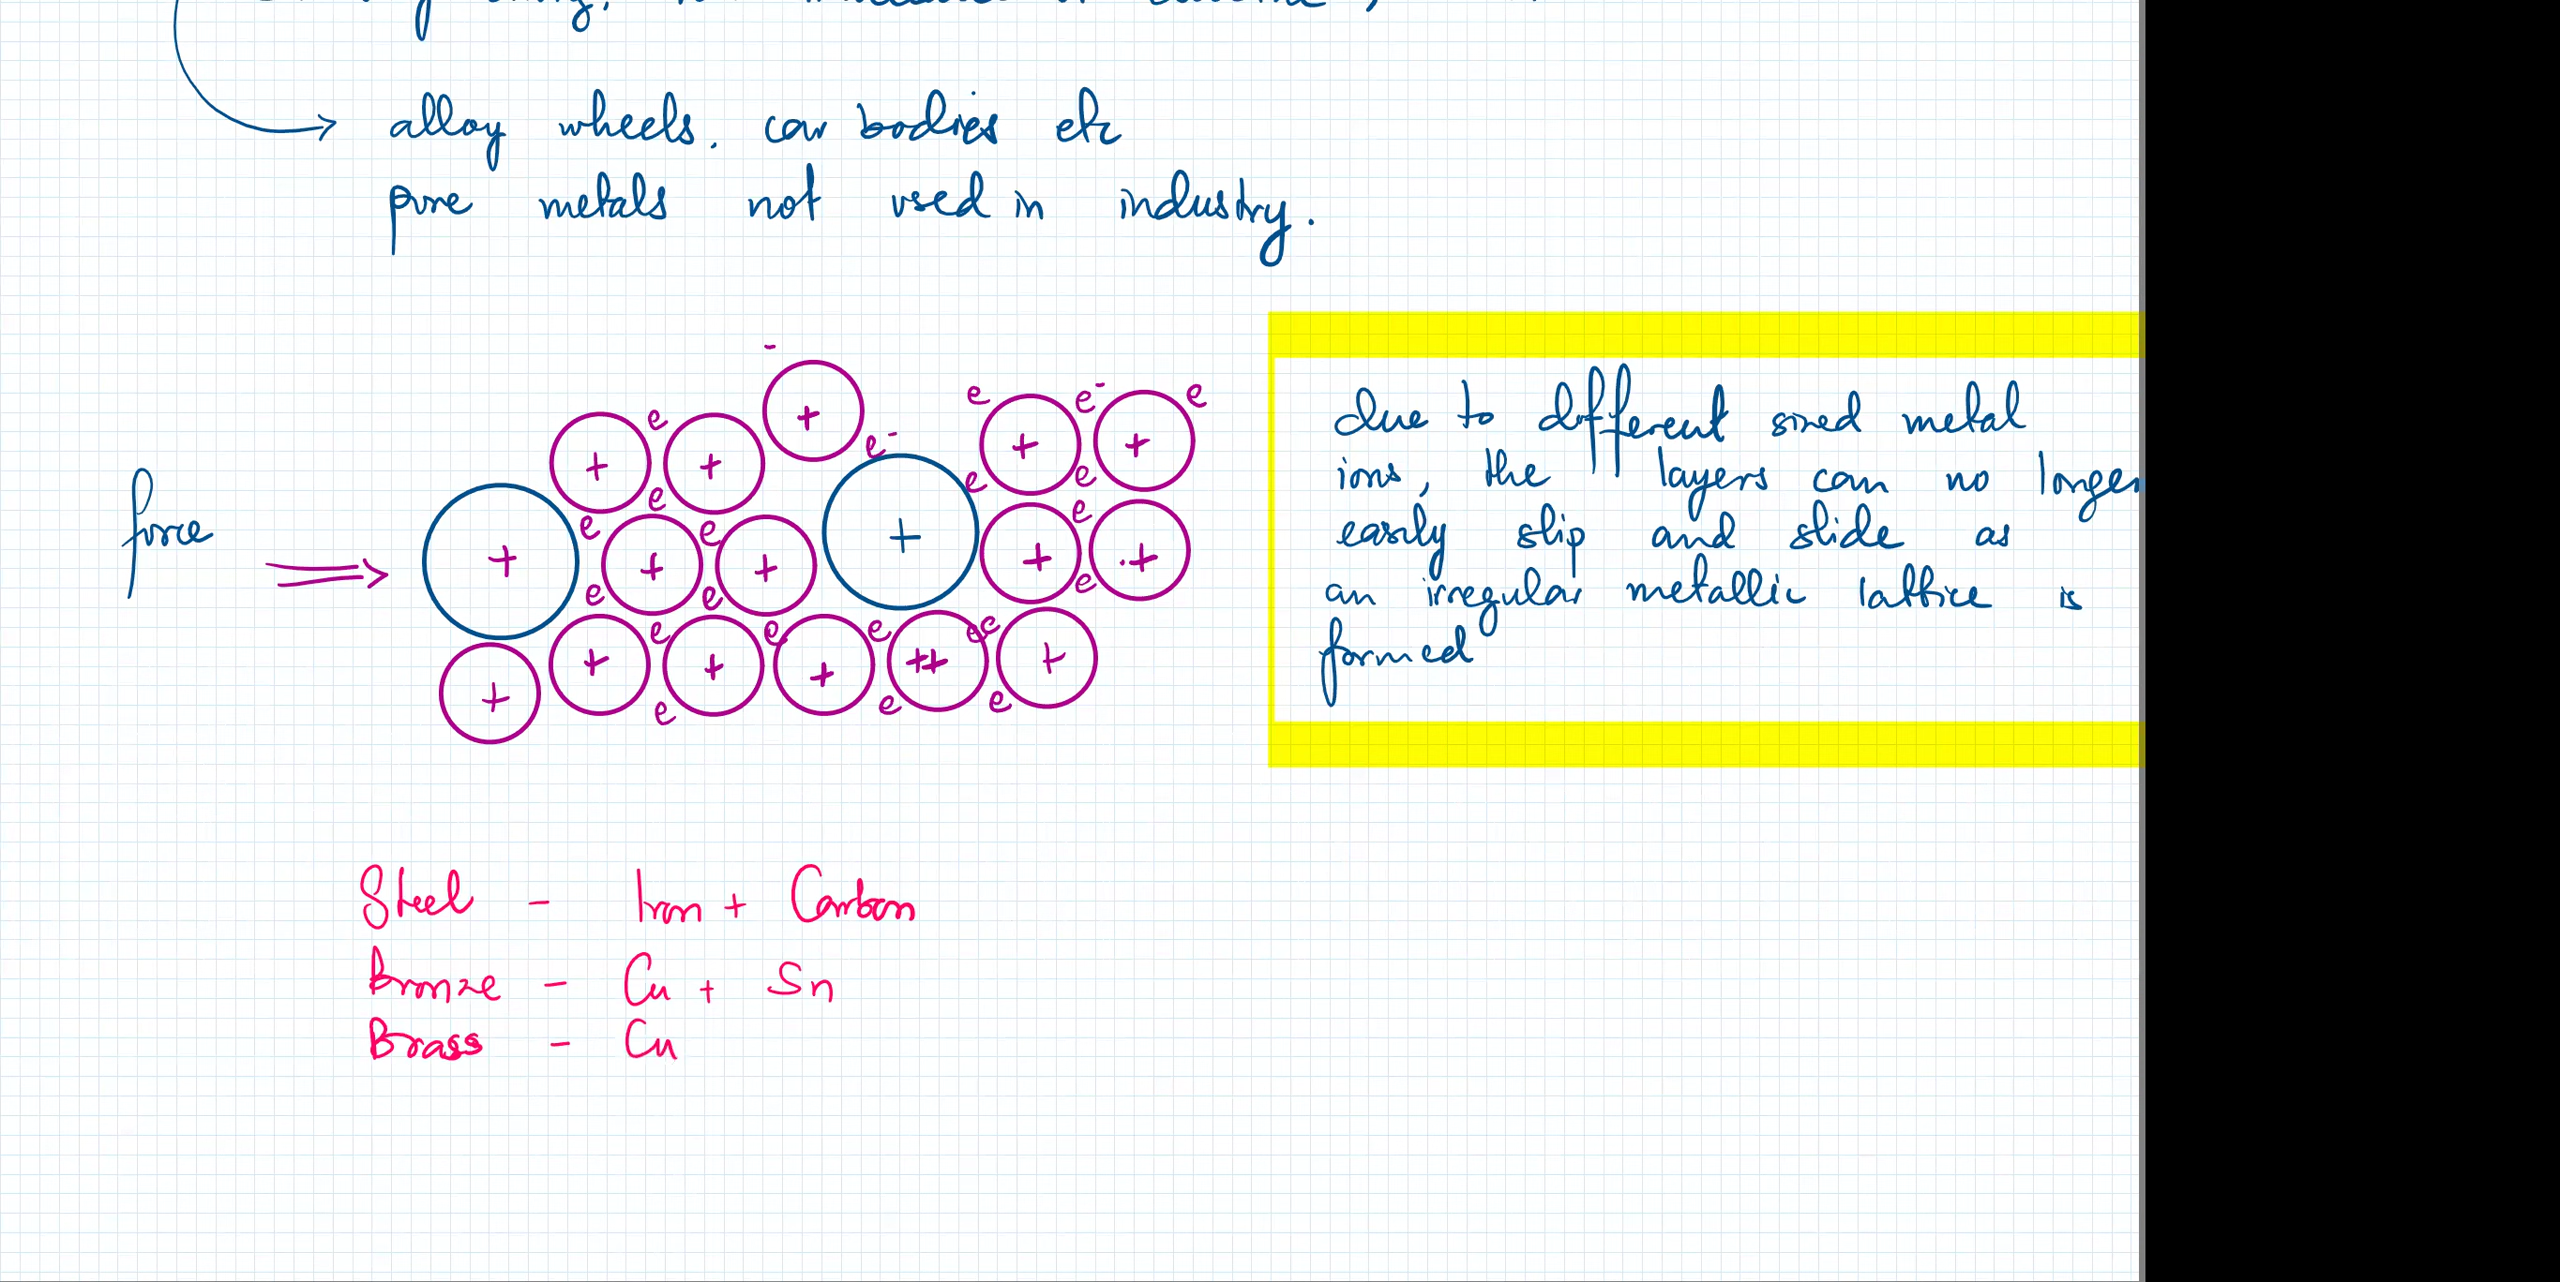 alloy wheels. car bodies etc
pure metals not used in industry.
force
-
+
e
+
e
+
e-
e
+
e-
+
e
+
e
e
+
e
+
e
+
e
+
e
e
+
e
.+
e
e
+
+
e
+
e
+
e
++
e
e
+
e
e
e
due to different sized metal
ions, the layers can no longer
easily slip and slide as
an irregular metallic lattice is
formed
Steel - Iron + Carbon
Bronze - Cu + Sn
Brass - Cu